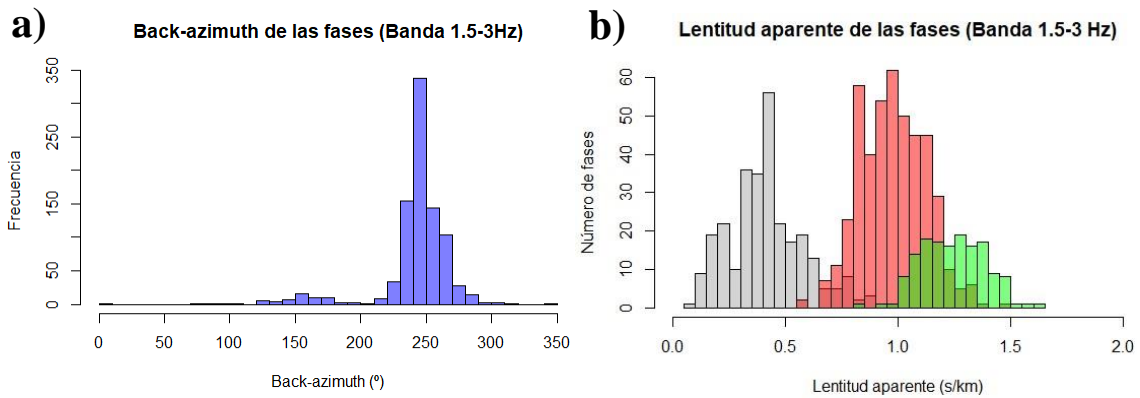 a)
Back-azimuth de las fases (Banda 1.5-3Hz)
Frecuencia
350
250
150
50
0
0 50 100 150 200 250 300 350
Back-azimuth (º)
b)
Lentitud aparente de las fases (Banda 1.5-3 Hz)
Número de fases
60
50
40
30
20
10
0
0.0 0.5 1.0 1.5 2.0
Lentitud aparente (s/km)